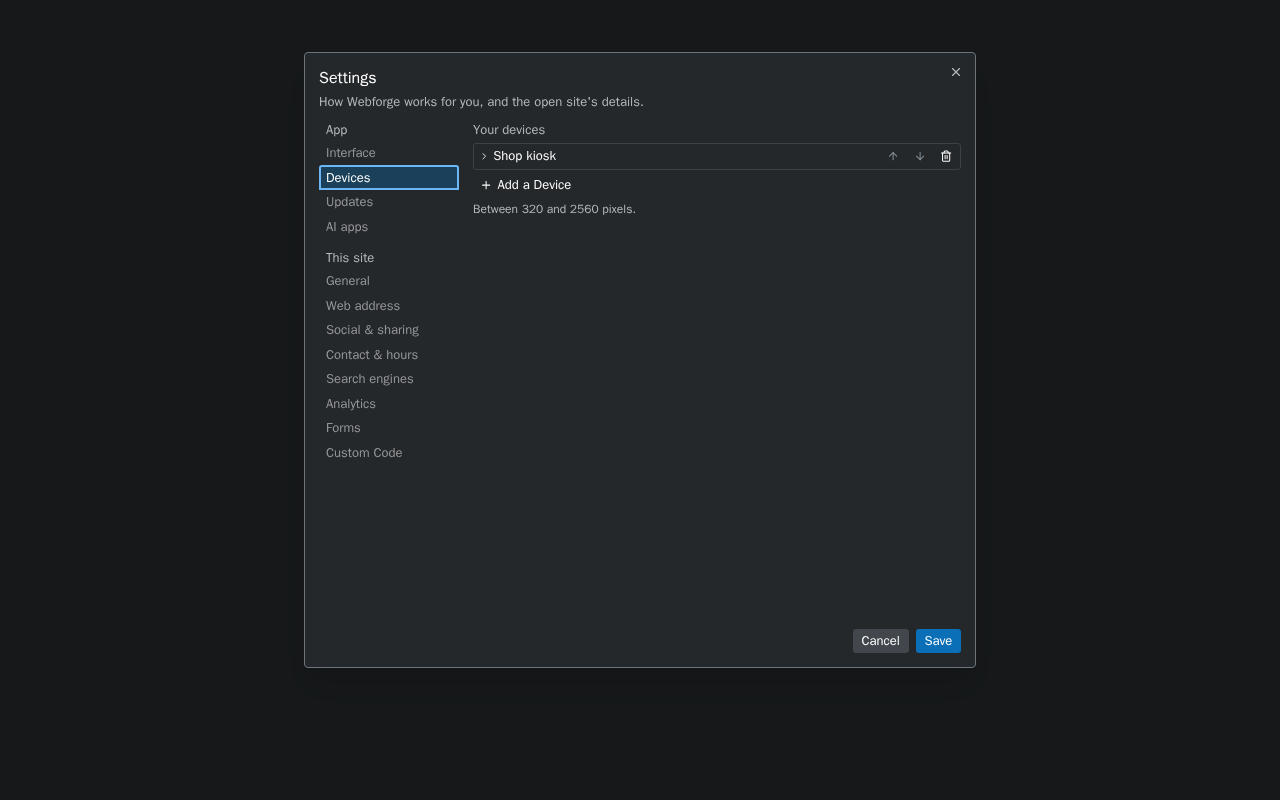 Settings
How Webforge works for you, and the open site's details.
App
Interface
Devices
Updates
AI apps
This site
General
Web address
Social & sharing
Contact & hours
Search engines
Analytics
Forms
Custom Code
Your devices
Shop kiosk
Add a Device
Between 320 and 2560 pixels.
Cancel
Save